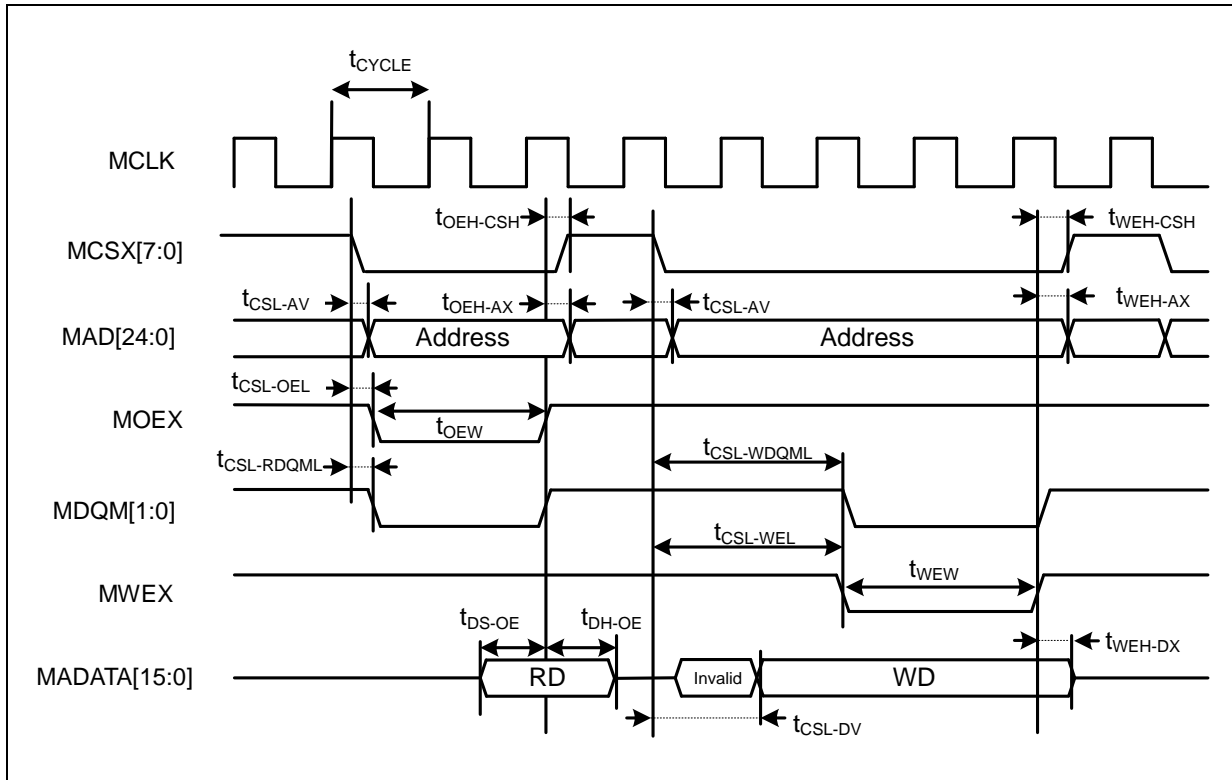 tCYCLE
MCLK
tOEH-CSH
tWEH-CSH
MCSX[7:0]
tCSL-AV
tOEH-AX
tCSL-AV
tWEH-AX
MAD[24:0]
Address
Address
tCSL-OEL
MOEX
tOEW
tCSL-WDQML
tCSL-RDQML
MDQM[1:0]
tCSL-WEL
tWEW
MWEX
tDS-OE
tDH-OE
tWEH-DX
MADATA[15:0]
RD
Invalid
WD
tCSL-DV